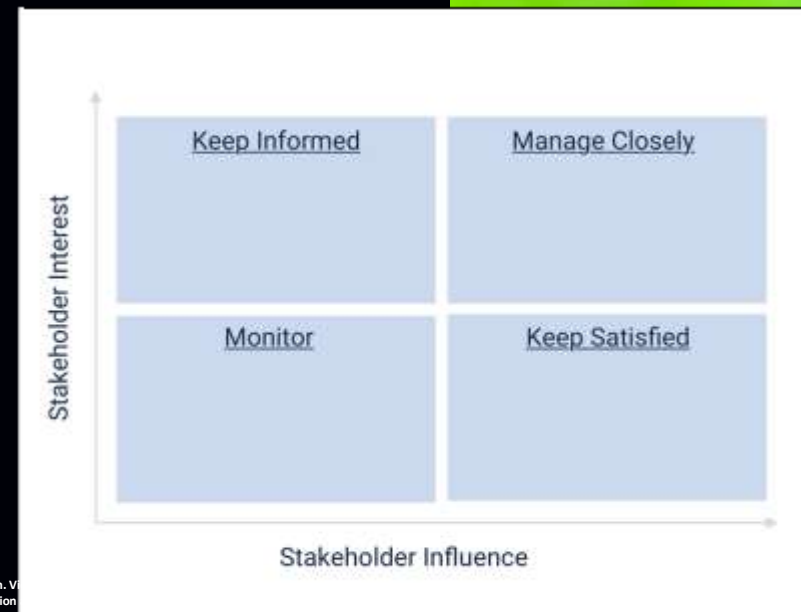 Keep Informed
Manage Closely
Stakeholder Interest
Monitor
Keep Satisfied
Stakeholder Influence